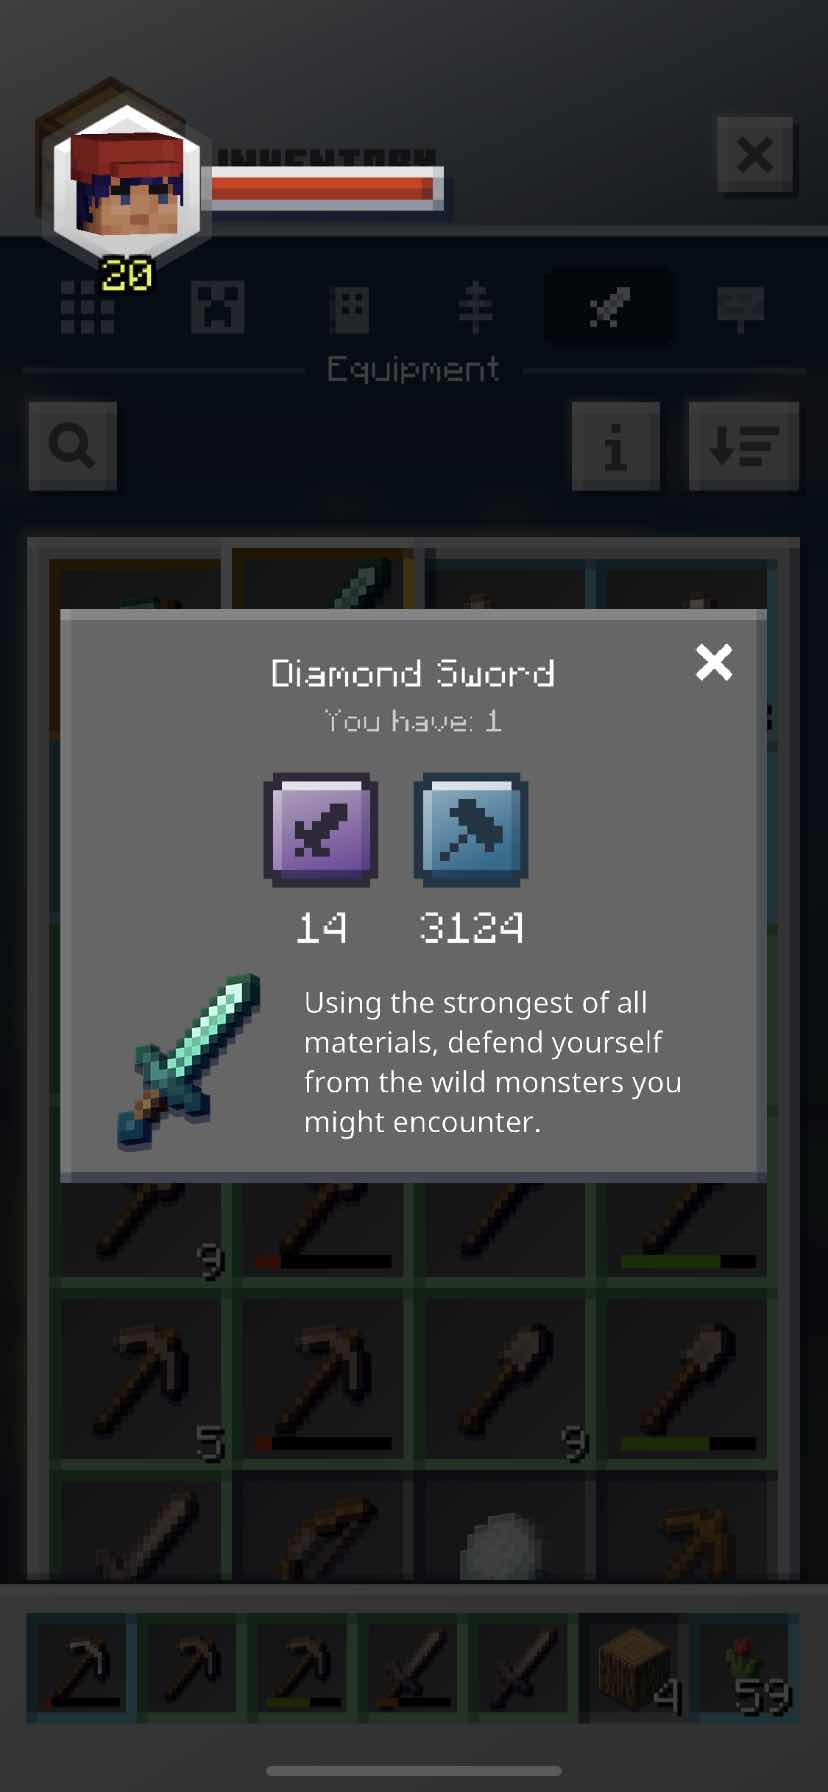 INVENTORY
20
Equipment
Diamond Sword
You have: 1
14 3124
Using the strongest of all
materials, defend yourself
from the wild monsters you
might encounter.
9
5 9
4 59